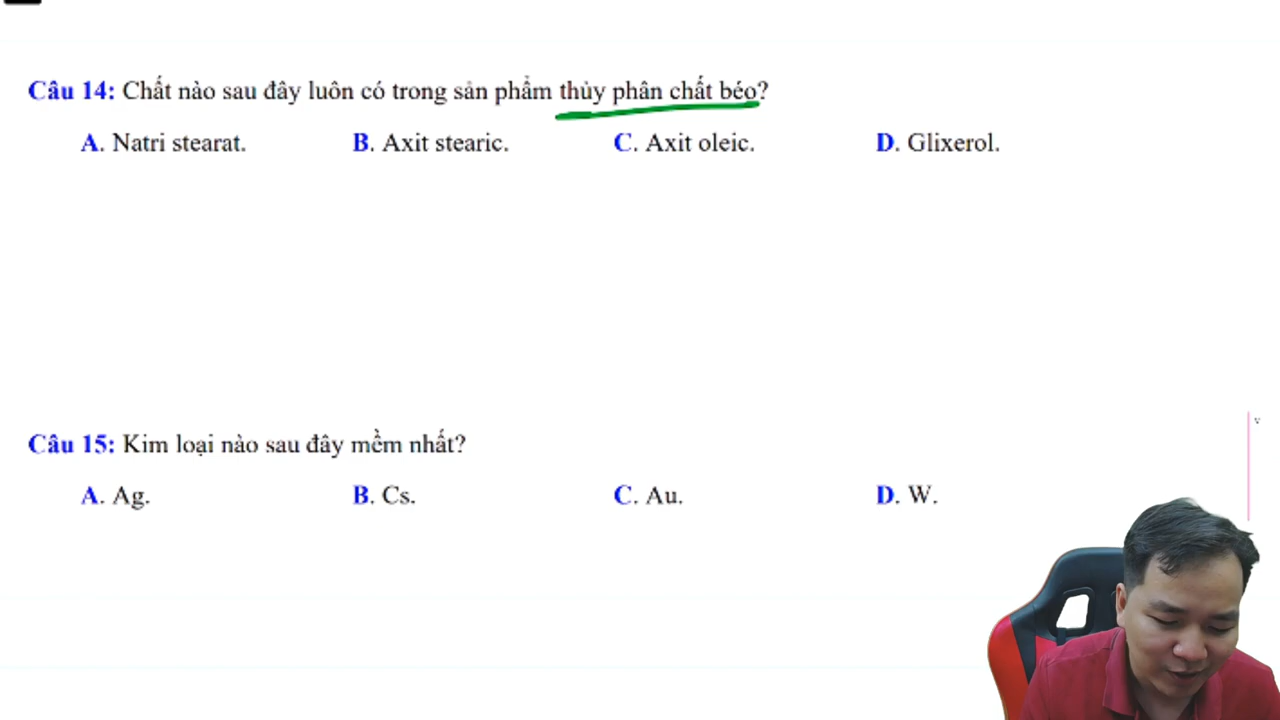 Câu 14: Chất nào sau đây luôn có trong sản phẩm thủy phân chất béo?
A. Natri stearat. B. Axit stearic. C. Axit oleic. D. Glixerol.
Câu 15: Kim loại nào sau đây mềm nhất?
A. Ag. B. Cs. C. Au. D. W.